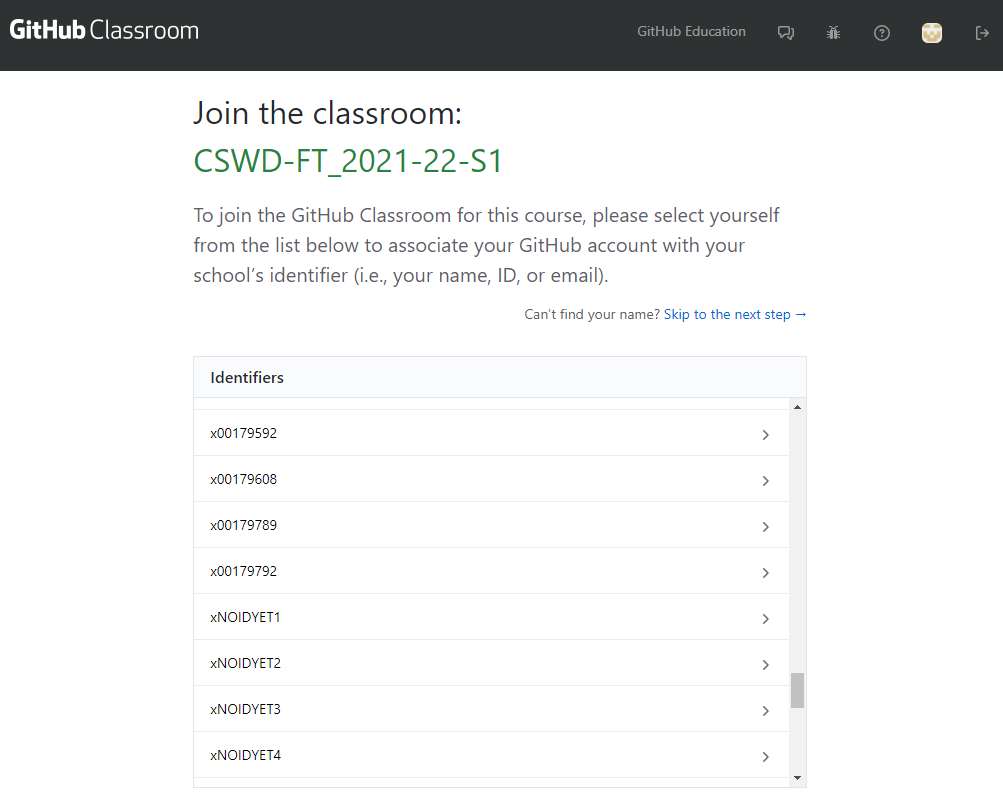 GitHub Classroom
GitHub Education
Join the classroom:
CSWD-FT_2021-22-S1
To join the GitHub Classroom for this course, please select yourself
from the list below to associate your GitHub account with your
school’s identifier (i.e., your name, ID, or email).
Can’t find your name? Skip to the next step →
Identifiers
x00179592
x00179608
x00179789
x00179792
xNOIDYET1
xNOIDYET2
xNOIDYET3
xNOIDYET4